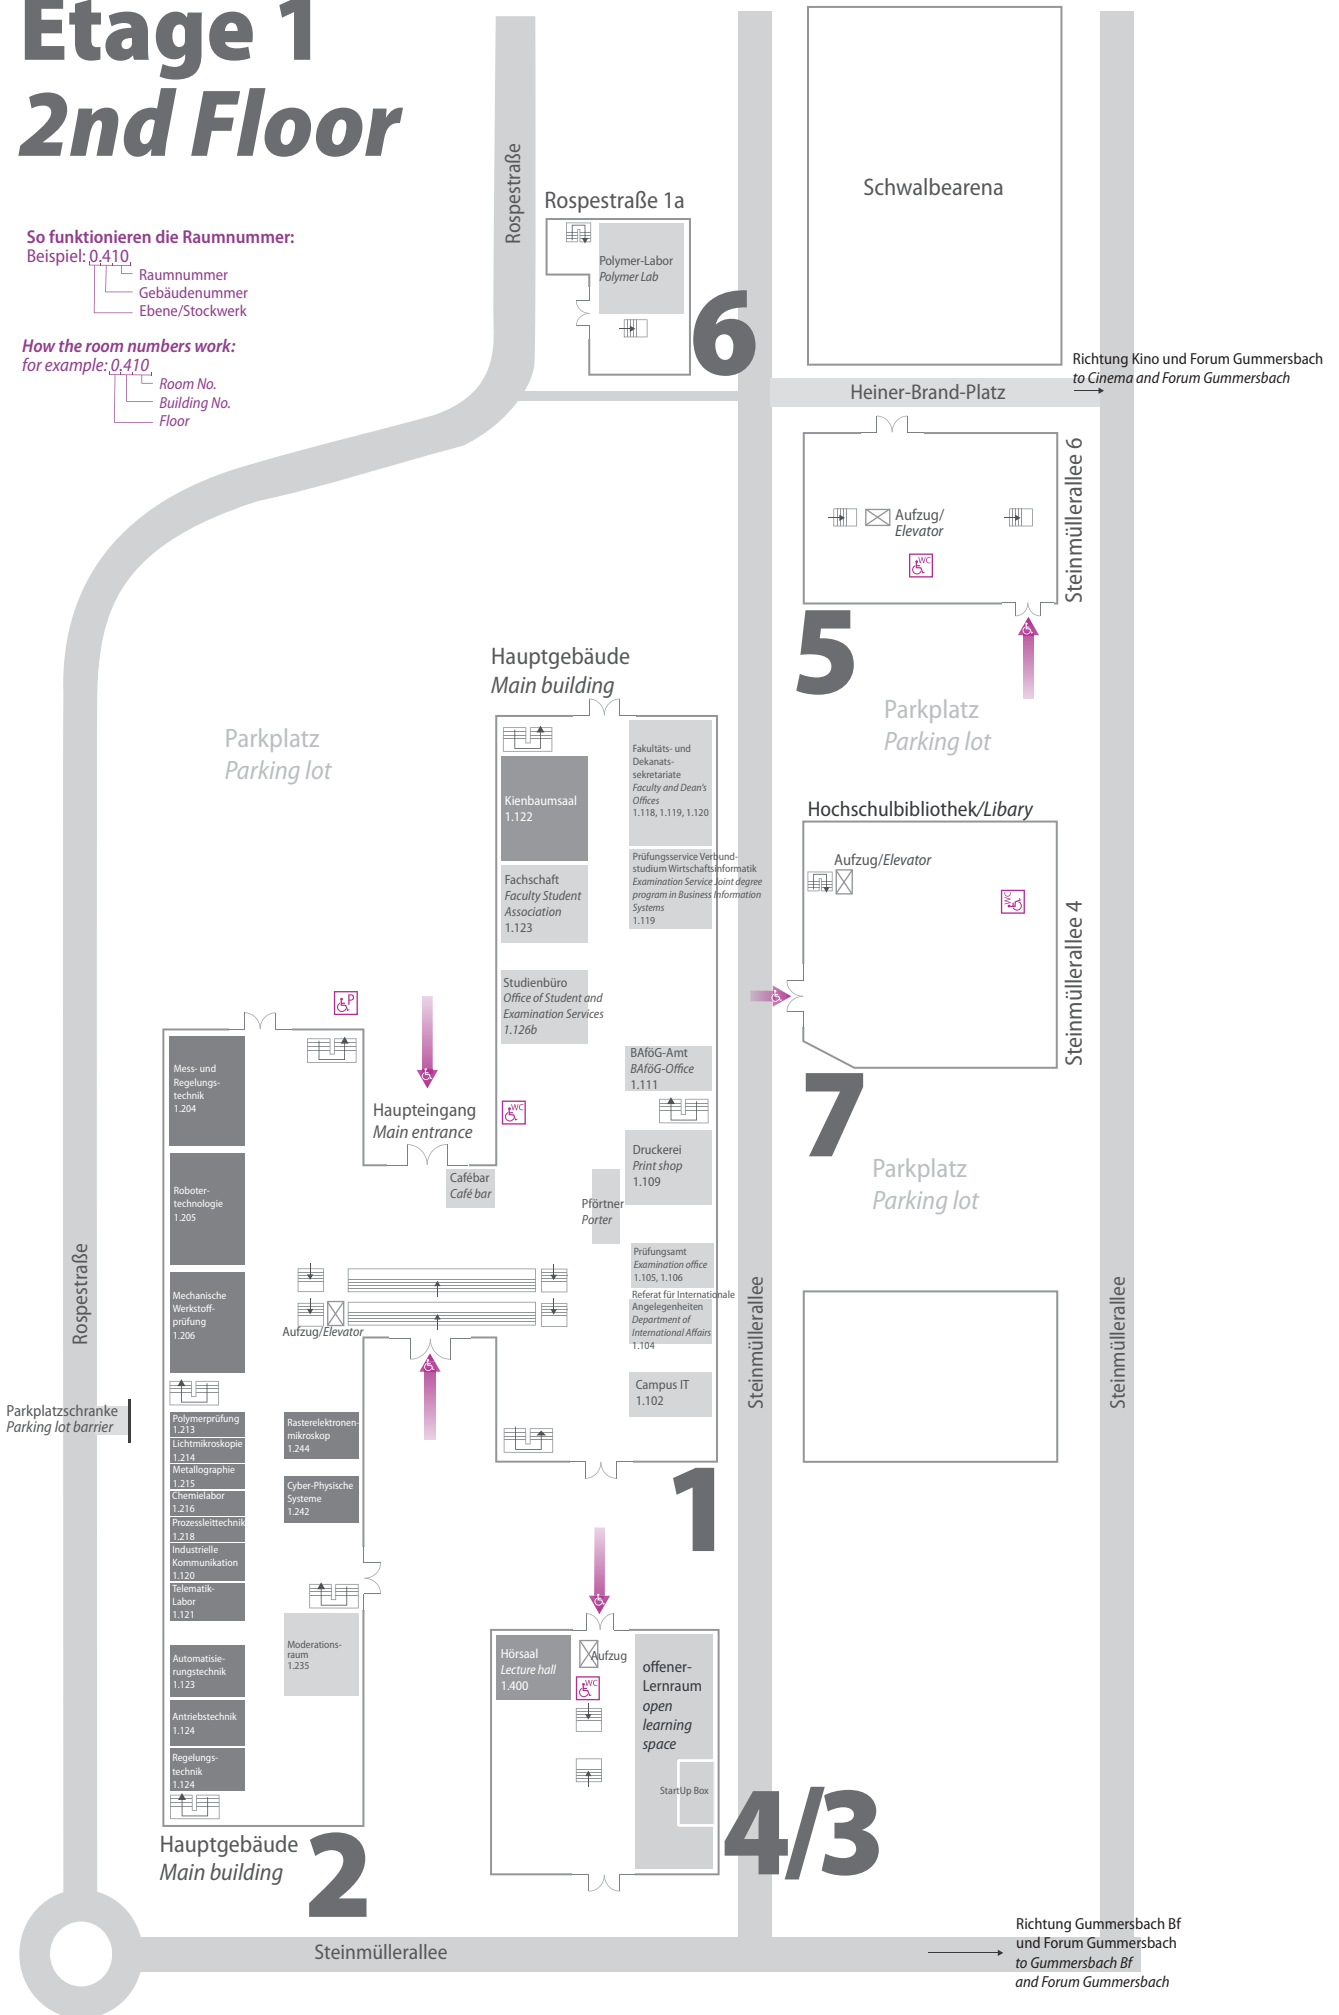 Etage 1
2nd Floor
So funktionieren die Raumnummer:
Beispiel: 0.410
Raumnummer
Gebäudenummer
Ebene/Stockwerk
How the room numbers work:
for example: 0.410
Room No.
Building No.
Floor
Rospestraße
Rospestraße 1a
Polymer-Labor
Polymer Lab
6
Schwalbearena
Richtung Kino und Forum Gummersbach
to Cinema and Forum Gummersbach
Heiner-Brand-Platz
Aufzug/
Elevator
WC
Steinmüllerallee 6
5
Parkplatz
Parking lot
Hauptgebäude
Main building
Parkplatz
Parking lot
Kienbaumsaal
1.122
Fachschaft
Faculty Student
Association
1.123
Studienbüro
Office of Student and
Examination Services
1.126b
Fakultäts- und
Dekanats-
sekretariate
Faculty and Dean's
Offices
1.118, 1.119, 1.120
Prüfungsservice Verbund-
studium Wirtschaftsinformatik
Examination Service Joint degree
program in Business Information
Systems
1.119
BAföG-Amt
BAföG-Office
1.111
Druckerei
Print shop
1.109
Pförtner
Porter
Prüfungsamt
Examination office
1.105, 1.106
Referat für Internationale
Angelegenheiten
Department of
International Affairs
1.104
Campus IT
1.102
1
Hochschulbibliothek/Libary
Aufzug/Elevator
WC
Steinmüllerallee 4
7
Parkplatz
Parking lot
P
WC
Haupteingang
Main entrance
Cafébar
Café bar
Aufzug/Elevator
Mess- und
Regelungs-
technik
1.204
Roboter-
technologie
1.205
Mechanische
Werkstoff-
prüfung
1.206
Polymerprüfung
1.213
Lichtmikroskopie
1.214
Metallographie
1.215
Chemielabor
1.216
Prozessleittechnik
1.218
Industrielle
Kommunikation
1.120
Telematik-
Labor
1.121
Automatisie-
rungstechnik
1.123
Antriebstechnik
1.124
Regelungs-
technik
1.124
Rasterelektronen-
mikroskop
1.244
Cyber-Physische
Systeme
1.242
Moderations-
raum
1.235
Hauptgebäude
Main building
2
Rospestraße
Parkplatzschranke
Parking lot barrier
Steinmüllerallee
Steinmüllerallee
Hörsaal
Lecture hall
1.400
Aufzug
WC
offener-
Lernraum
open
learning
space
StartUp Box
4/3
Steinmüllerallee
Richtung Gummersbach Bf
und Forum Gummersbach
to Gummersbach Bf
and Forum Gummersbach